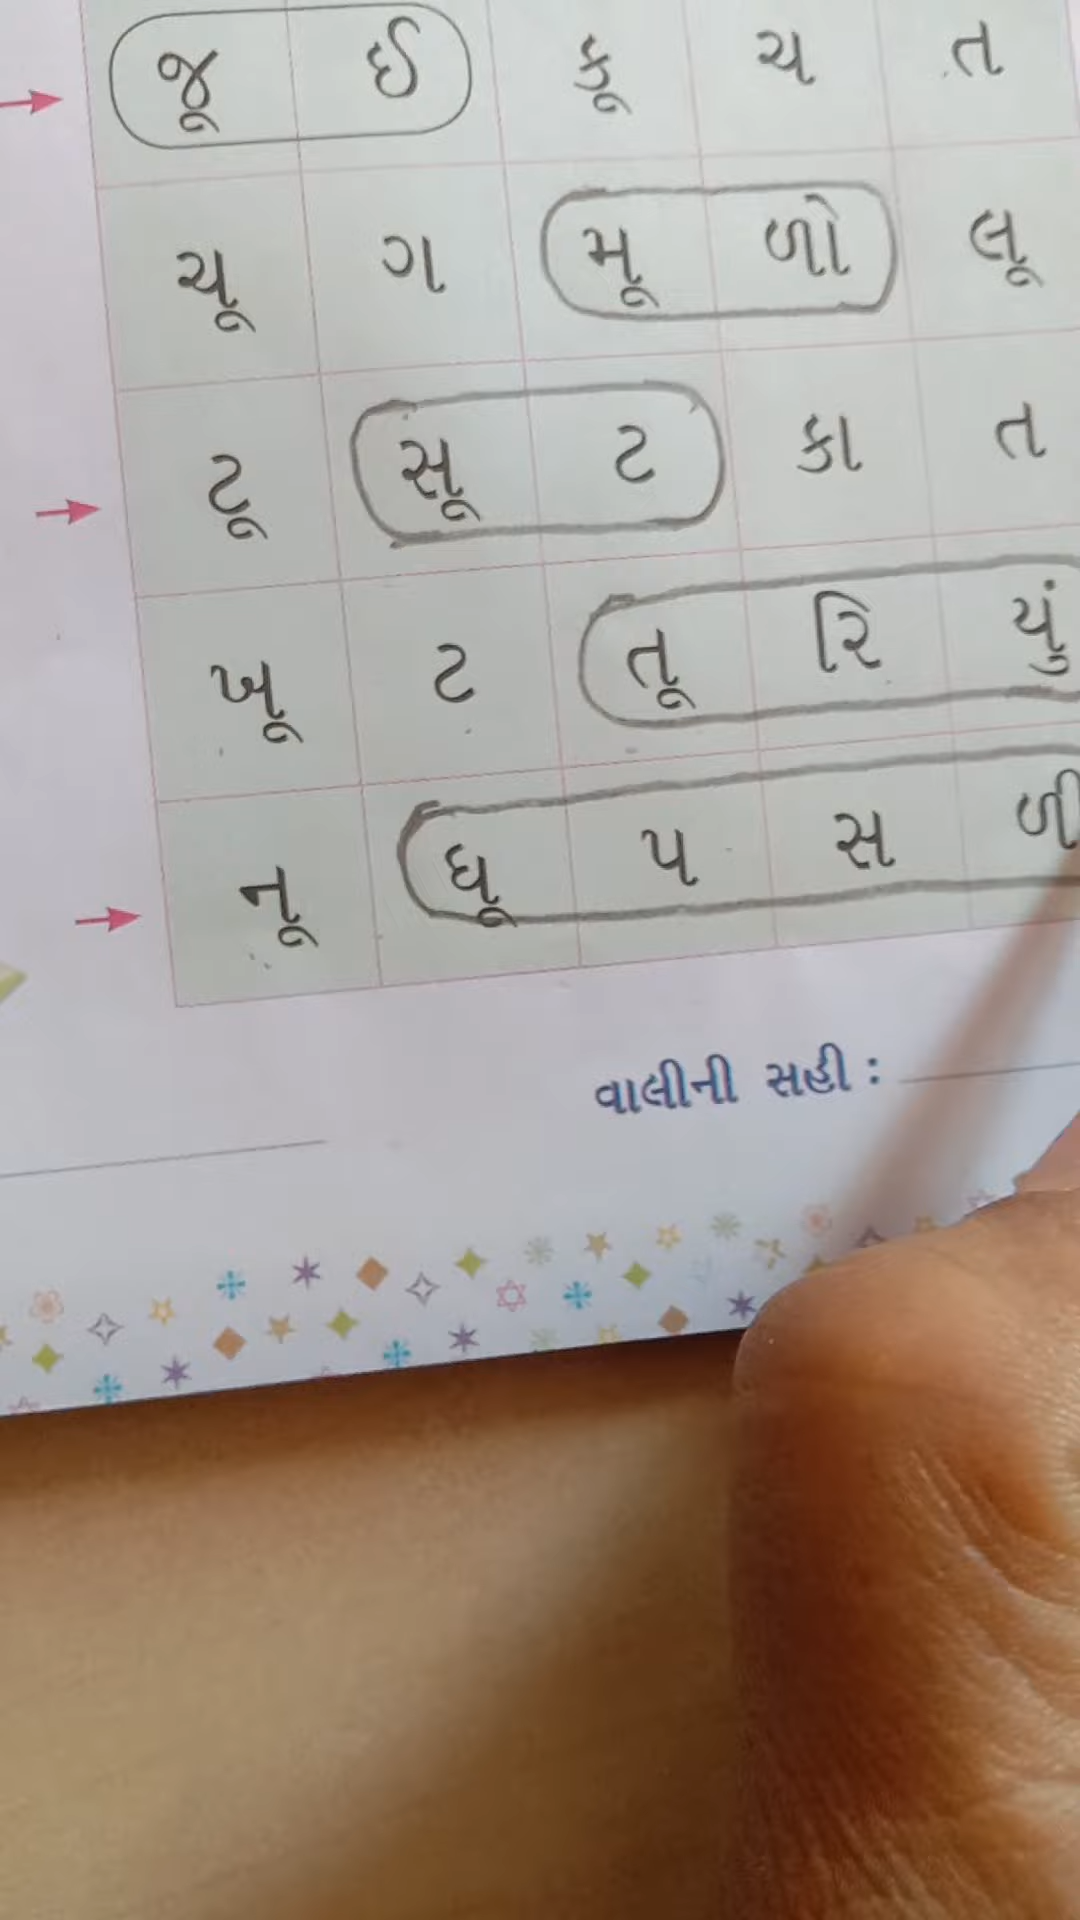 જૂ ઈ કૂ ચ ત
ચૂ ગ મૂ ળો લૂ
ટૂ સૂ ટ કા ત
ખૂ ટ તૂ રિ યું
નૂ ધૂ પ સ ળી
વાલીની સહી :